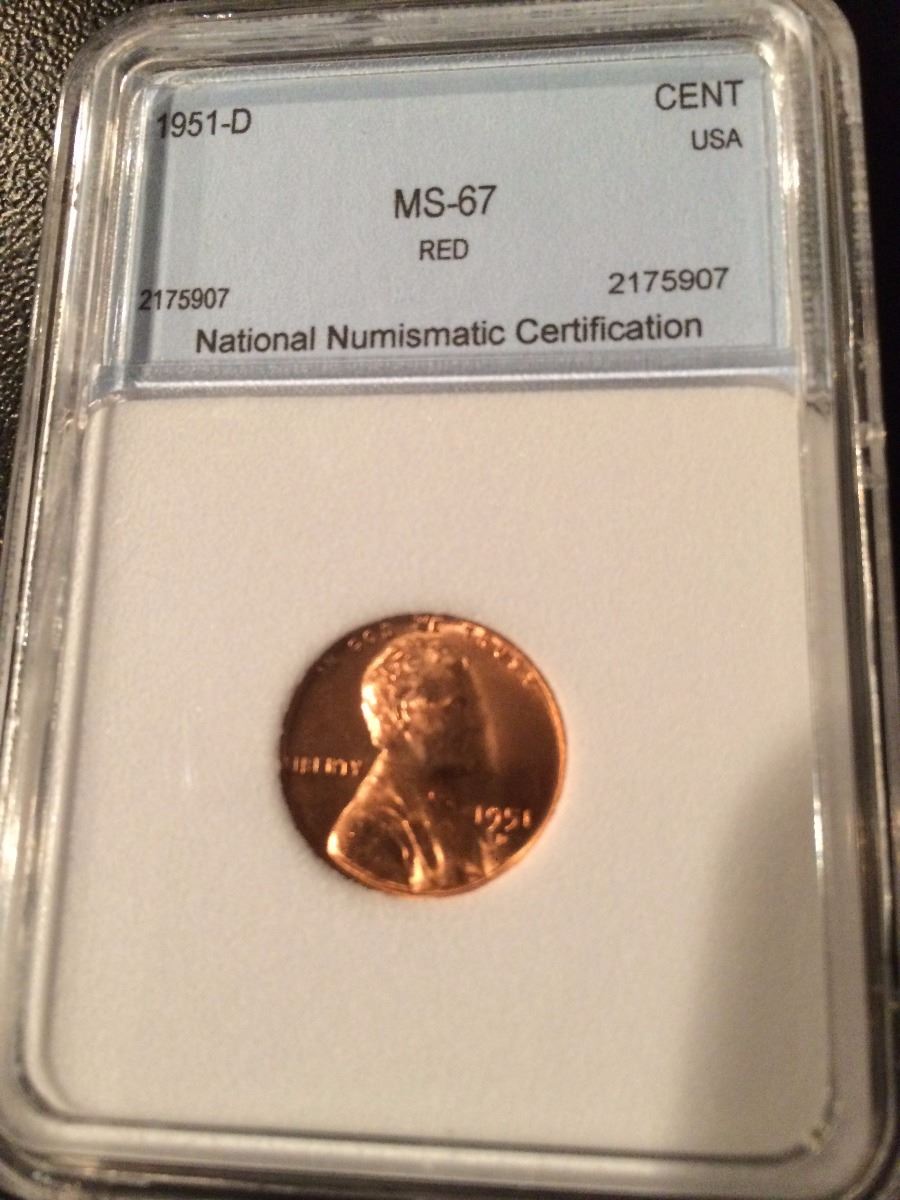 1951-D
CENT
USA
MS-67
RED
2175907
2175907
National Numismatic Certification
LIBERTY
1951